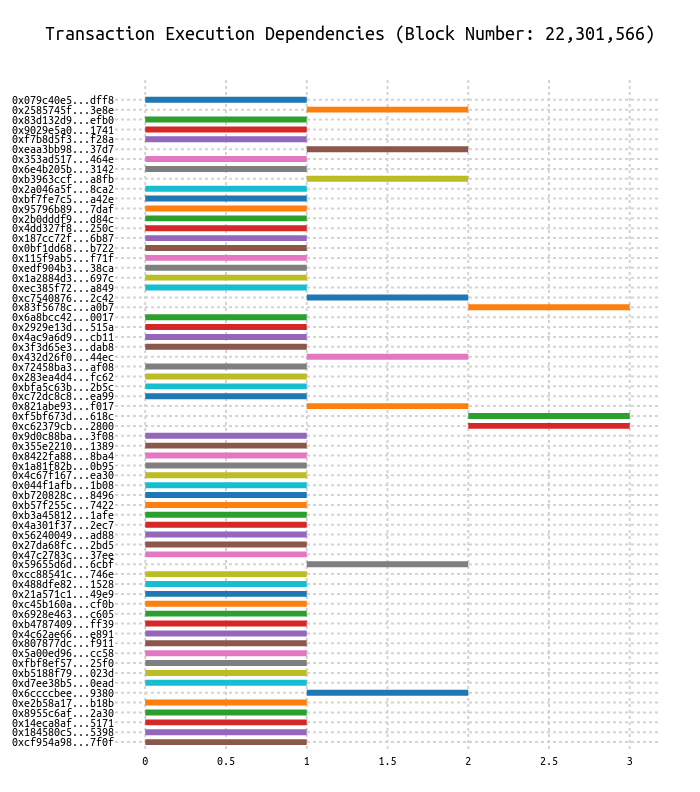 Transaction Execution Dependencies (Block Number: 22,301,566)
0x079c40e5...dff8
0x2585745f...3e8e
0x83d132d9...efb0
0x9029e5a0...1741
0xf7b8d5f3...f28a
0xeaa3bb98...37d7
0x353ad517...464e
0x6e4b205b...3142
0xb3963ccf...a8fb
0x2a046a5f...8ca2
0xbf7fe7c5...a42e
0x95796b89...7daf
0x2b0dddf9...d84c
0x4dd327f8...250c
0x187cc72f...6b87
0x0bf1dd68...b722
0x115f9ab5...f71f
0xedf904b3...38ca
0x1a2884d3...697c
0xec385f72...a849
0xc7540876...2c42
0x83f5678c...a0b7
0x6a8bcc42...0017
0x2929e13d...515a
0x4ac9a6d9...cb11
0x3f3d65e3...dab8
0x432d26f0...44ec
0x72458ba3...af08
0x283ea4d4...fc62
0xbfa5c63b...2b5c
0xc72dc8c8...ea99
0x821abe93...f017
0xf5bf673d...618c
0xc62379cb...2800
0x9d0c88ba...3f08
0x355e2210...1389
0x8422fa88...8ba4
0x1a81f82b...0b95
0x4c67f167...ea30
0x044f1afb...1b08
0xb720828c...8496
0xb57f255c...7422
0xb3a45812...1afe
0x4a301f37...2ec7
0x56240049...ad88
0x27da68fc...2bd5
0x47c2783c...37ee
0x59655d6d...6cbf
0xcc88541c...746e
0x488dfe82...1528
0x21a571c1...49e9
0xc45b160a...cf0b
0x6928e463...c605
0xb4787409...ff39
0x4c62ae66...e891
0x807877dc...f911
0x5a00ed96...cc58
0xfbf8ef57...25f0
0xb5188f79...023d
0xd7ee38b5...0ead
0x6ccccbee...9380
0xe2b58a17...b18b
0x8955c6af...2a30
0x14eca8af...5171
0x184580c5...5398
0xcf954a98...7f0f
0 0.5 1 1.5 2 2.5 3